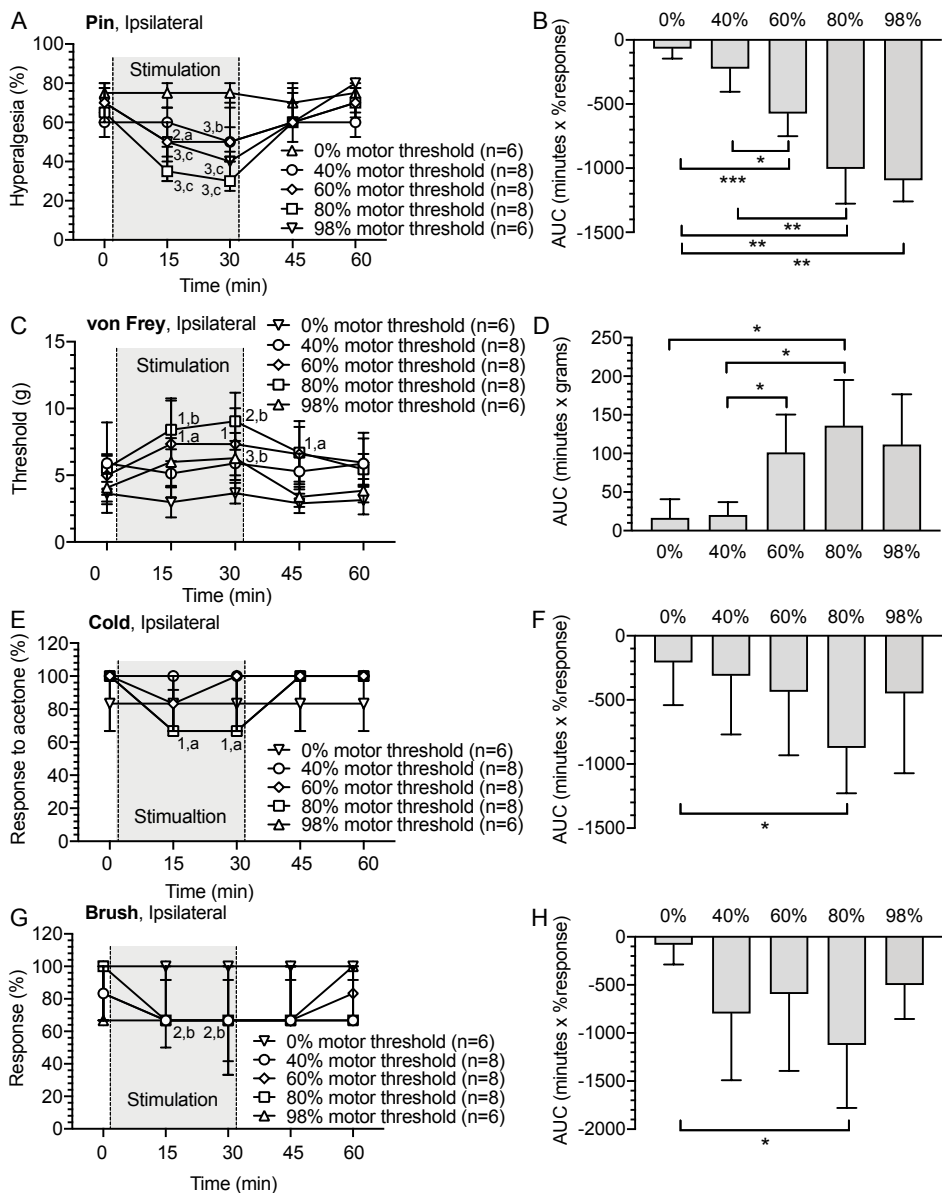 A
Pin, Ipsilateral
Stimulation
Hyperalgesia (%)
100
80
60
40
20
0
2,a
3,b
3,c
3,c
3,c
3,c
0% motor threshold (n=6)
40% motor threshold (n=8)
60% motor threshold (n=8)
80% motor threshold (n=8)
98% motor threshold (n=6)
0 15 30 45 60
Time (min)
B
0% 40% 60% 80% 98%
AUC (minutes x %response)
0
-500
-1000
-1500
*
***
**
**
**
C
von Frey, Ipsilateral
Stimulation
Threshold (g)
15
10
5
0
1,b
2,b
1,a
1
1,a
3,b
0% motor threshold (n=6)
40% motor threshold (n=8)
60% motor threshold (n=8)
80% motor threshold (n=8)
98% motor threshold (n=6)
0 15 30 45 60
Time (min)
D
AUC (minutes x grams)
250
200
150
100
50
0
*
*
*
0% 40% 60% 80% 98%
E
Cold, Ipsilateral
Response to acetone (%)
120
100
80
60
40
20
0
1,a
1,a
Stimualtion
0% motor threshold (n=6)
40% motor threshold (n=8)
60% motor threshold (n=8)
80% motor threshold (n=8)
98% motor threshold (n=6)
0 15 30 45 60
Time (min)
F
0% 40% 60% 80% 98%
AUC (minutes x %response)
0
-500
-1000
-1500
*
G
Brush, Ipsilateral
Response (%)
120
100
80
60
40
20
0
2,b
2,b
Stimulation
0% motor threshold (n=6)
40% motor threshold (n=8)
60% motor threshold (n=8)
80% motor threshold (n=8)
98% motor threshold (n=6)
0 15 30 45 60
Time (min)
H
0% 40% 60% 80% 98%
AUC (minutes x %response)
0
-500
-1000
-1500
-2000
*